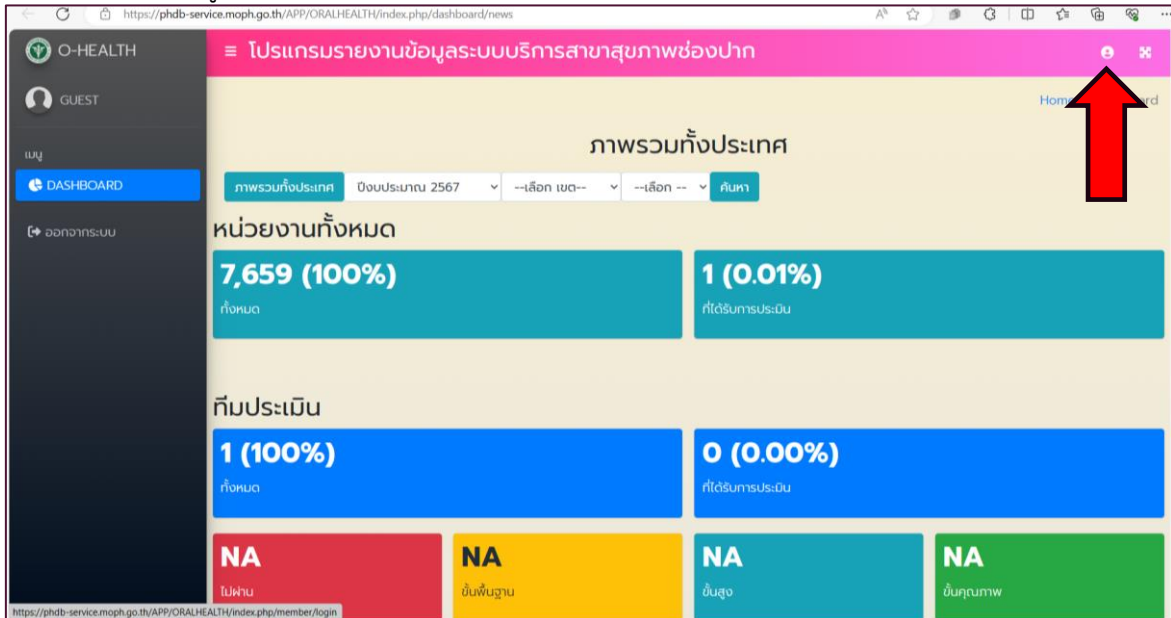 https://phdb-service.moph.go.th/APP/ORALHEALTH/index.php/dashboard/news
O-HEALTH
โปรแกรมรายงานข้อมูลระบบบริการสาขาสุขภาพช่องปาก
GUEST
เมนู
DASHBOARD
ออกจากระบบ
ภาพรวมทั้งประเทศ
ภาพรวมทั้งประเทศ ปีงบประมาณ 2567 --เลือก เขต-- --เลือก -- ค้นหา
หน่วยงานทั้งหมด
7,659 (100%)
ทั้งหมด
1 (0.01%)
ที่ได้รับการประเมิน
ทีมประเมิน
1 (100%)
ทั้งหมด
0 (0.00%)
ที่ได้รับการประเมิน
NA
ไม่ผ่าน
NA
ขั้นพื้นฐาน
NA
ขั้นสูง
NA
ขั้นคุณภาพ
https://phdb-service.moph.go.th/APP/ORALHEALTH/index.php/member/login